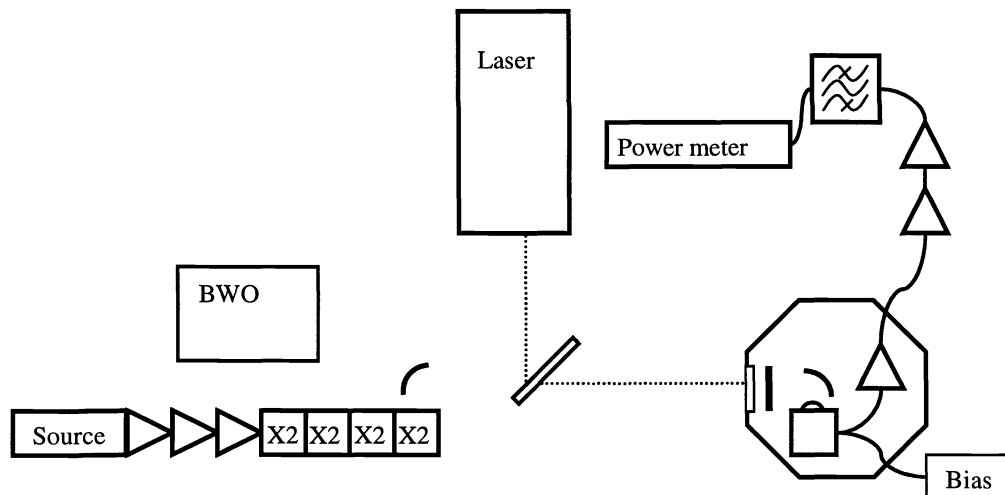 Laser
Power meter
BWO
Source
X2 X2 X2 X2
Bias